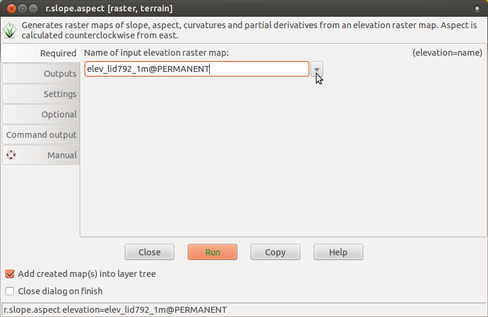 r.slope.aspect [raster, terrain]
Generates raster maps of slope, aspect, curvatures and partial derivatives from an elevation raster map. Aspect is
calculated counterclockwise from east.
Required
Name of input elevation raster map: (elevation=name)
elev_lid792_1m@PERMANENT
Outputs
Settings
Optional
Command output
Manual
Close Run Copy Help
Add created map(s) into layer tree
Close dialog on finish
r.slope.aspect elevation=elev_lid792_1m@PERMANENT